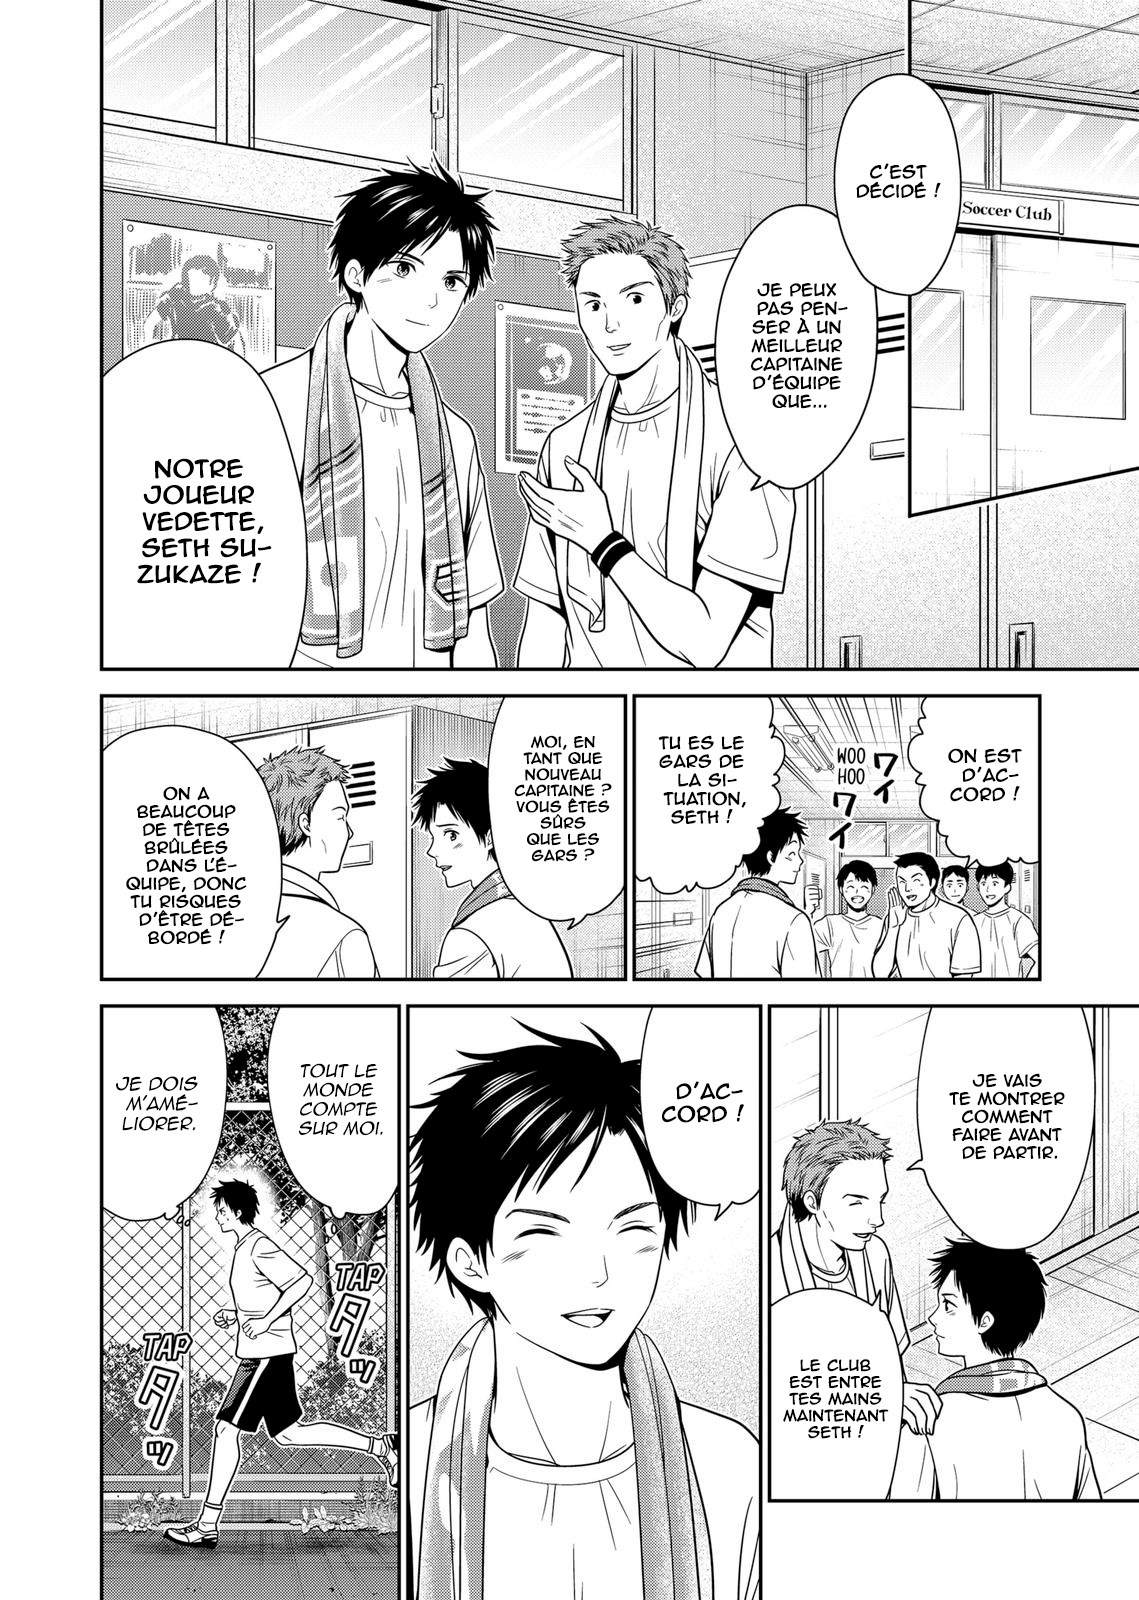 C'EST
DÉCIDÉ !
Soccer Club
JE PEUX
PAS PEN-
SER À UN
MEILLEUR
CAPITAINE
D'ÉQUIPE
QUE...
NOTRE
JOUEUR
VEDETTE,
SETH SU-
ZUKAZE !
ON EST
D'AC-
CORD !
ワイ
ワイ
WOO
HOO
TU ES LE
GARS DE
LA SI-
TUATION,
SETH !
MOI, EN
TANT QUE
NOUVEAU
CAPITAINE ?
VOUS ÊTES
SÛRS
QUE LES
GARS ?
ON A
BEAUCOUP
DE TÊTES
BRÛLÉES
DANS L'É-
QUIPE, DONC
TU RISQUES
D'ÊTRE DÉ-
BORDÉ !
JE VAIS
TE MONTRER
COMMENT
FAIRE AVANT
DE PARTIR.
LE CLUB
EST ENTRE
TES MAINS
MAINTENANT
SETH !
D'AC-
CORD !
TOUT LE
MONDE
COMPTE
SUR MOI.
JE DOIS
M'AMÉ-
LIORER.
TAP
タッ
TAP
タッ